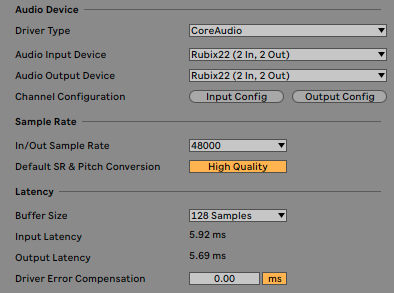 Audio Device
Driver Type CoreAudio
Audio Input Device Rubix22 (2 In, 2 Out)
Audio Output Device Rubix22 (2 In, 2 Out)
Channel Configuration Input Config Output Config
Sample Rate
In/Out Sample Rate 48000
Default SR & Pitch Conversion High Quality
Latency
Buffer Size 128 Samples
Input Latency 5.92 ms
Output Latency 5.69 ms
Driver Error Compensation 0.00 ms